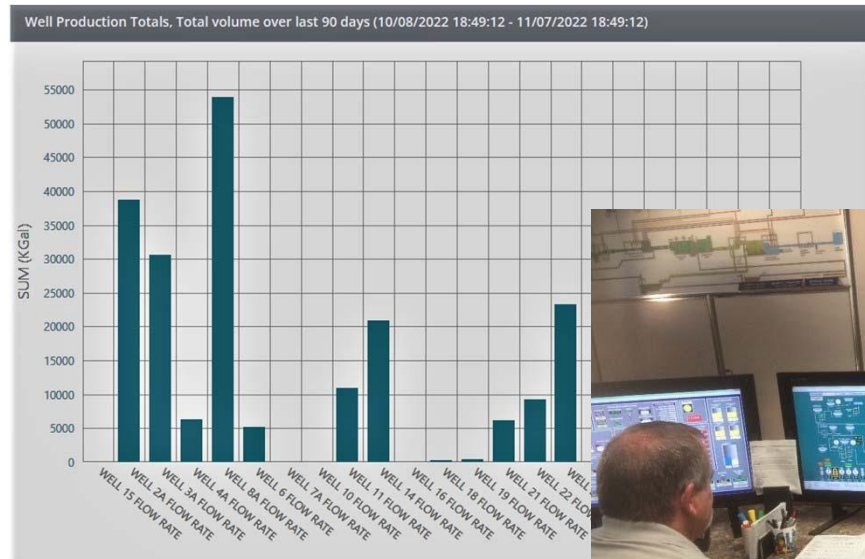 Well Production Totals, Total volume over last 90 days (10/08/2022 18:49:12 - 11/07/2022 18:49:12)
SUM (KGal)
55000
50000
45000
40000
35000
30000
25000
20000
15000
10000
5000
0
WELL 15 FLOW RATE
WELL 2A FLOW RATE
WELL 3A FLOW RATE
WELL 4A FLOW RATE
WELL 8A FLOW RATE
WELL 6 FLOW RATE
WELL 7A FLOW RATE
WELL 10 FLOW RATE
WELL 11 FLOW RATE
WELL 14 FLOW RATE
WELL 16 FLOW RATE
WELL 18 FLOW RATE
WELL 19 FLOW RATE
WELL 21 FLOW RATE
WELL 22 FLOW
WELL